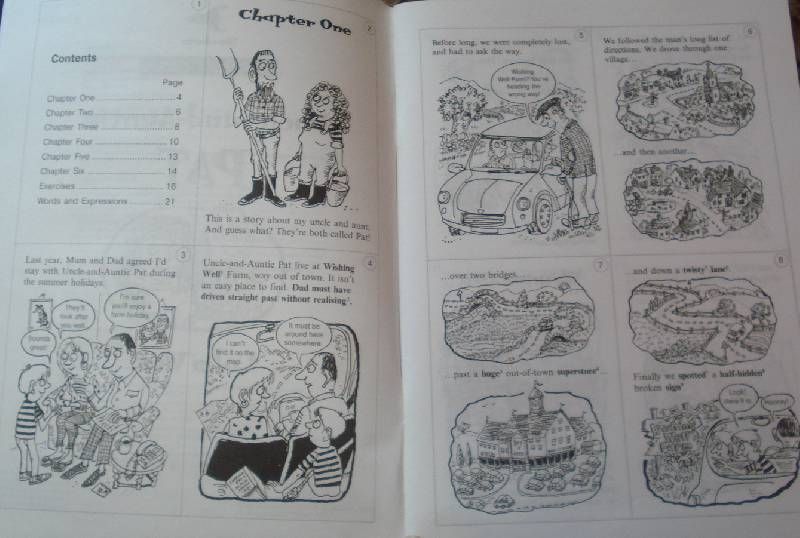 1
Contents
Page
Chapter One 4
Chapter Two 6
Chapter Three 8
Chapter Four 10
Chapter Five 13
Chapter Six 14
Exercises 16
Words and Expressions 21
Chapter One
2
This is a story about my uncle and aunt.
And guess what? They're both called Pat!
3
Last year, Mum and Dad agreed I'd
stay with Uncle-and-Auntie Pat during
the summer holidays.
Sounds
great!
They'll
look after
you well.
I'm sure
you'll enjoy a
farm holiday.
4
Uncle-and-Auntie Pat live at Wishing
Well Farm, way out of town. It isn't
an easy place to find. Dad must have
driven straight past without realising
I can't
find it on the
map.
It must be
around here
somewhere.
5
Before long, we were completely lost,
and had to ask the way.
Wishing
Well Farm? You're
heading the
wrong way!
6
We followed the man's long list of
directions. We drove through one
village...
...and then another...
7
...over two bridges...
...past a huge out-of-town superstore...
8
...and down a twisty lane.
Finally we spotted a half-hidden
broken sign
Look,
there it is.
Hooray!